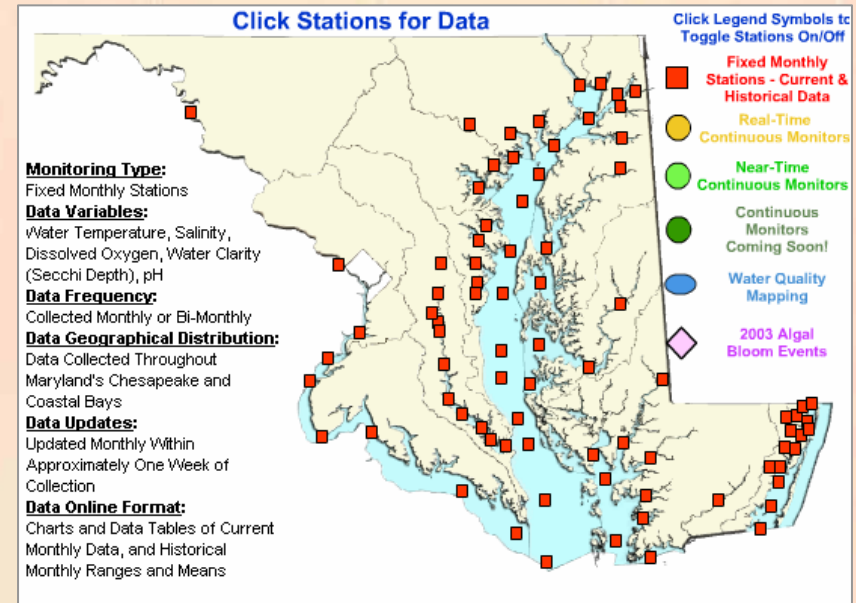 Click Stations for Data
Click Legend Symbols to
Toggle Stations On/Off
Fixed Monthly
Stations - Current &
Historical Data
Real-Time
Continuous Monitors
Near-Time
Continuous Monitors
Continuous
Monitors
Coming Soon!
Water Quality
Mapping
2003 Algal
Bloom Events
Monitoring Type:
Fixed Monthly Stations
Data Variables:
Water Temperature, Salinity,
Dissolved Oxygen, Water Clarity
(Secchi Depth), pH
Data Frequency:
Collected Monthly or Bi-Monthly
Data Geographical Distribution:
Data Collected Throughout
Maryland's Chesapeake and
Coastal Bays
Data Updates:
Updated Monthly Within
Approximately One Week of
Collection
Data Online Format:
Charts and Data Tables of Current
Monthly Data, and Historical
Monthly Ranges and Means